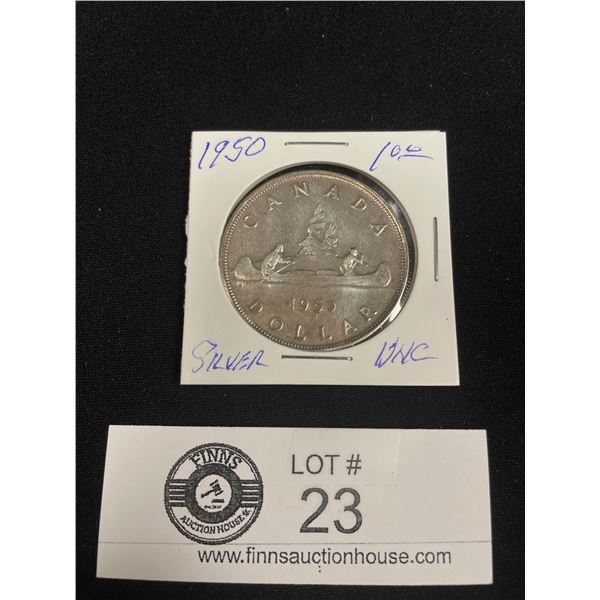 1950 1.00
CANADA
1950
DOLLAR
SILVER UNC
FINNS
AUCTION HOUSE
LOT #
23
www.finnsauctionhouse.com